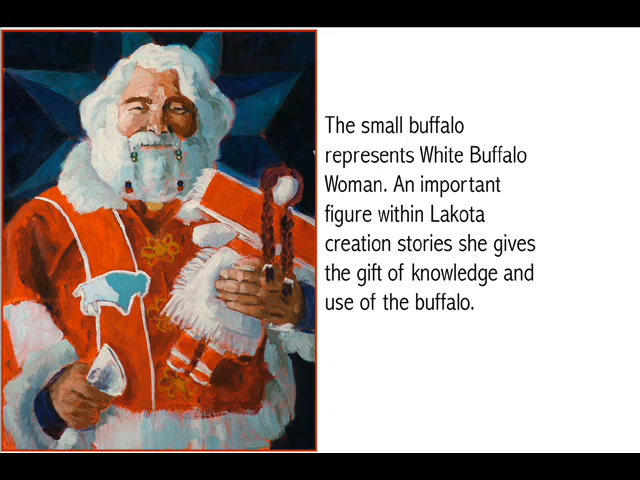 The small buffalo
represents White Buffalo
Woman. An important
figure within Lakota
creation stories she gives
the gift of knowledge and
use of the buffalo.